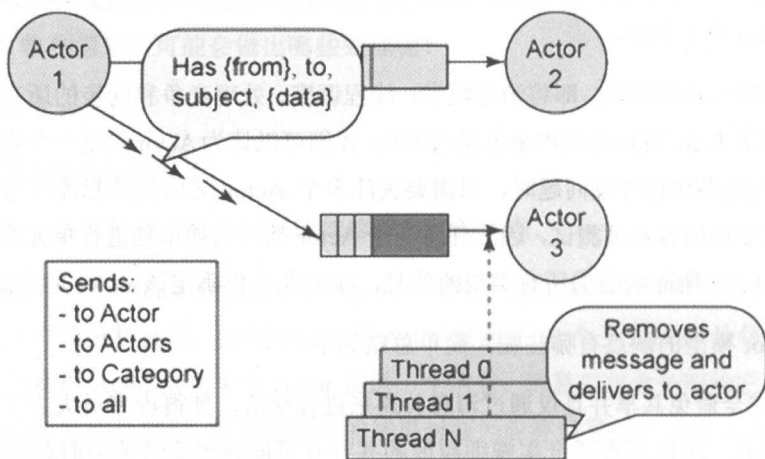 Actor
1
Has {from}, to,
subject, {data}
Actor
2
Actor
3
Sends:
- to Actor
- to Actors
- to Category
- to all
Thread 0
Thread 1
Thread N
Removes
message and
delivers to actor